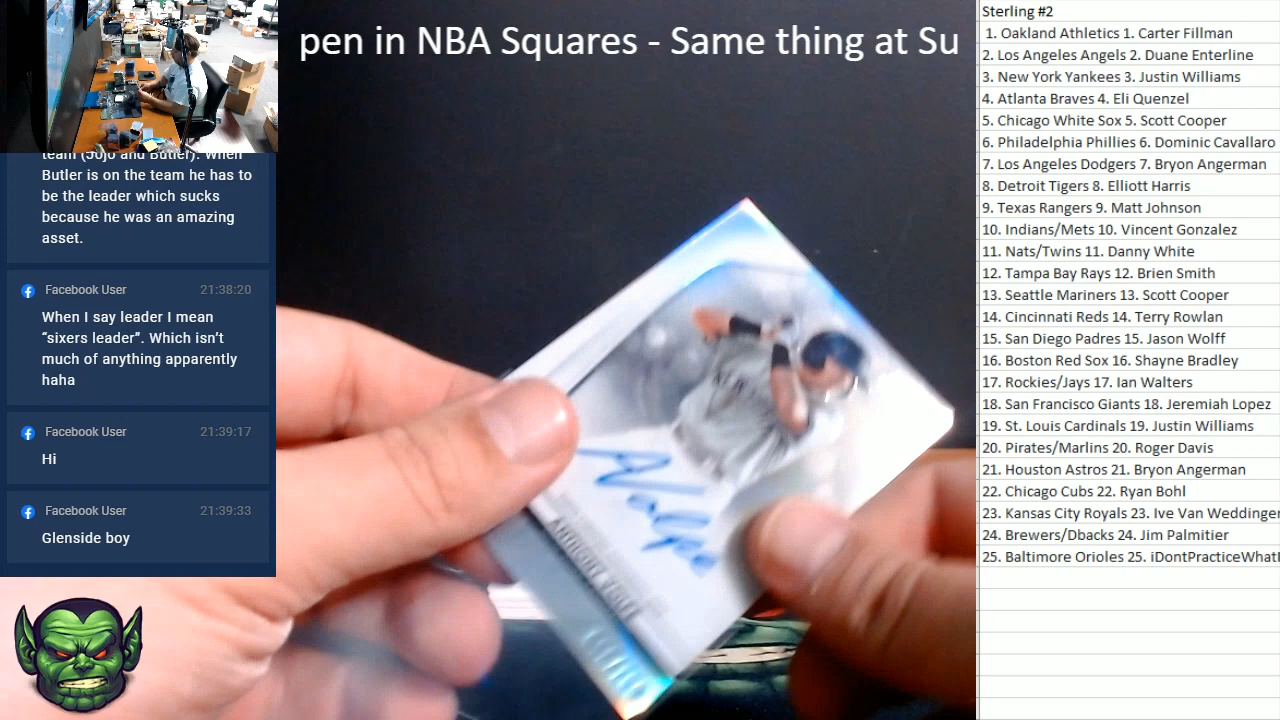 pen in NBA Squares - Same thing at Su
team (JoJo and Butler). When
Butler is on the team he has to
be the leader which sucks
because he was an amazing
asset.
Facebook User 21:38:20
When I say leader I mean
“sixers leader”. Which isn’t
much of anything apparently
haha
Facebook User 21:39:17
Hi
Facebook User 21:39:33
Glenside boy
Volpe
Sterling #2
1. Oakland Athletics 1. Carter Fillman
2. Los Angeles Angels 2. Duane Enterline
3. New York Yankees 3. Justin Williams
4. Atlanta Braves 4. Eli Quenzel
5. Chicago White Sox 5. Scott Cooper
6. Philadelphia Phillies 6. Dominic Cavallaro
7. Los Angeles Dodgers 7. Bryon Angerman
8. Detroit Tigers 8. Elliott Harris
9. Texas Rangers 9. Matt Johnson
10. Indians/Mets 10. Vincent Gonzalez
11. Nats/Twins 11. Danny White
12. Tampa Bay Rays 12. Brien Smith
13. Seattle Mariners 13. Scott Cooper
14. Cincinnati Reds 14. Terry Rowlan
15. San Diego Padres 15. Jason Wolff
16. Boston Red Sox 16. Shayne Bradley
17. Rockies/Jays 17. Ian Walters
18. San Francisco Giants 18. Jeremiah Lopez
19. St. Louis Cardinals 19. Justin Williams
20. Pirates/Marlins 20. Roger Davis
21. Houston Astros 21. Bryon Angerman
22. Chicago Cubs 22. Ryan Bohl
23. Kansas City Royals 23. Ive Van Weddingen
24. Brewers/Dbacks 24. Jim Palmitier
25. Baltimore Orioles 25. iDontPracticeWhatI